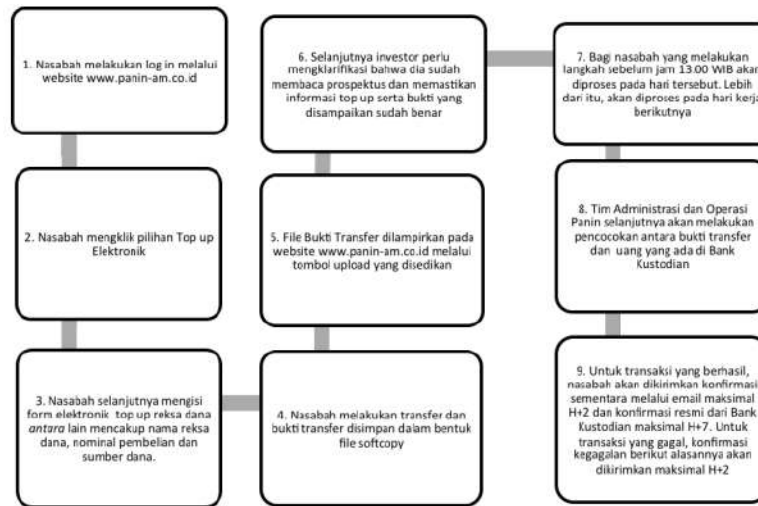 1. Nasabah melakukan log in melalui
website www.panin-am.co.id
2. Nasabah mengklik pilihan Top up
Elektronik
3. Nasabah selanjutnya mengisi
form elektronik top up reksa dana
antara lain mencakup nama reksa
dana, nominal pembelian dan
sumber dana.
4. Nasabah melakukan transfer dan
bukti transfer disimpan dalam bentuk
file softcopy
5. File Bukti Transfer dilampirkan pada
website www.panin-am.co.id melalui
tombol upload yang disedikan
6. Selanjutnya investor perlu
mengklarifikasi bahwa dia sudah
membaca prospektus dan memastikan
informasi top up serta bukti yang
disampaikan sudah benar
7. Bagi nasabah yang melakukan
langkah sebelum jam 13.00 WIB akan
diproses pada hari tersebut. Lebih
dari itu, akan diproses pada hari kerja
berikutnya
8. Tim Administrasi dan Operasi
Panin selanjutnya akan melakukan
pencocokan antara bukti transfer
dan uang yang ada di Bank
Kustodian
9. Untuk transaksi yang berhasil,
nasabah akan dikirimkan konfirmasi
sementara melalui email maksimal
H+2 dan konfirmasi resmi dari Bank
Kustodian maksimal H+7. Untuk
transaksi yang gagal, konfirmasi
kegagalan berikut alasannya akan
dikirimkan maksimal H+2